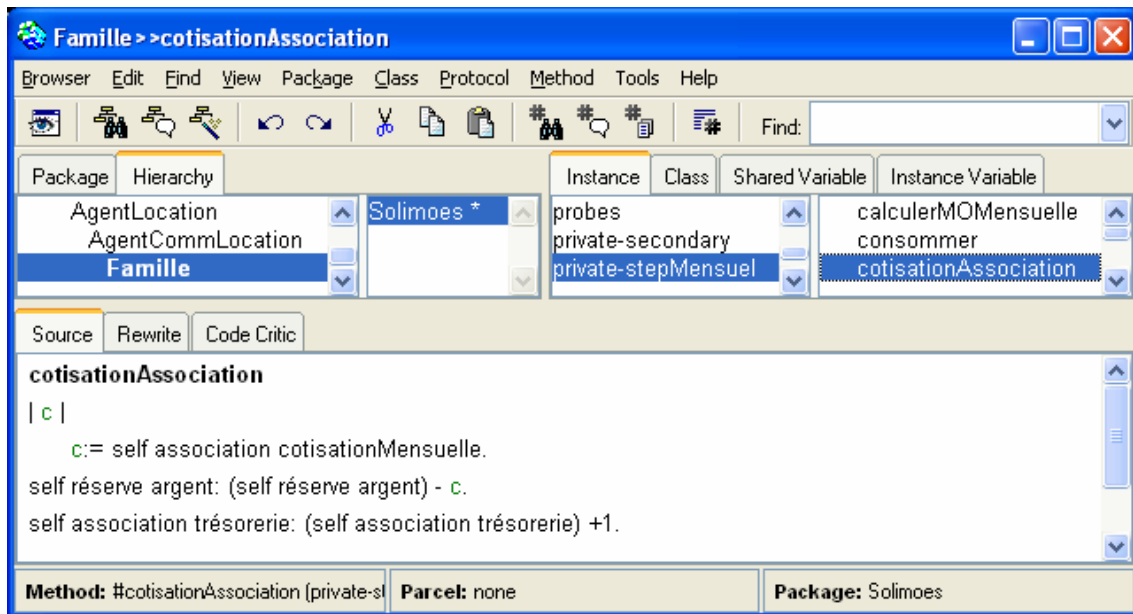 Famille>>cotisationAssociation
Browser Edit Find View Package Class Protocol Method Tools Help
Find:
Package Hierarchy Instance Class Shared Variable Instance Variable
AgentLocation Solimoes * probes calculerMOMensuelle
AgentCommLocation private-secondary consommer
Famille private-stepMensuel cotisationAssociation
Source Rewrite Code Critic
cotisationAssociation
| c |
c:= self association cotisationMensuelle.
self réserve argent: (self réserve argent) - c.
self association trésorerie: (self association trésorerie) +1.
Method: #cotisationAssociation (private-st Parcel: none Package: Solimoes